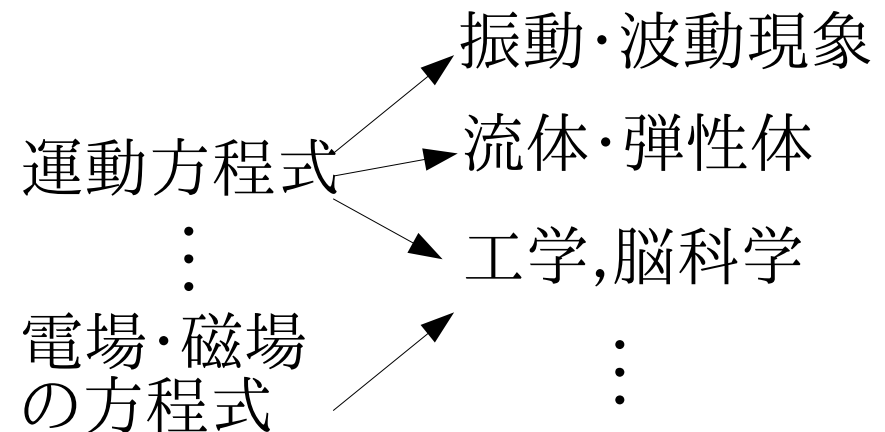 振動·波動現象
流体·弾性体
運動方程式
工学,脳科学
電場·磁場
の方程式